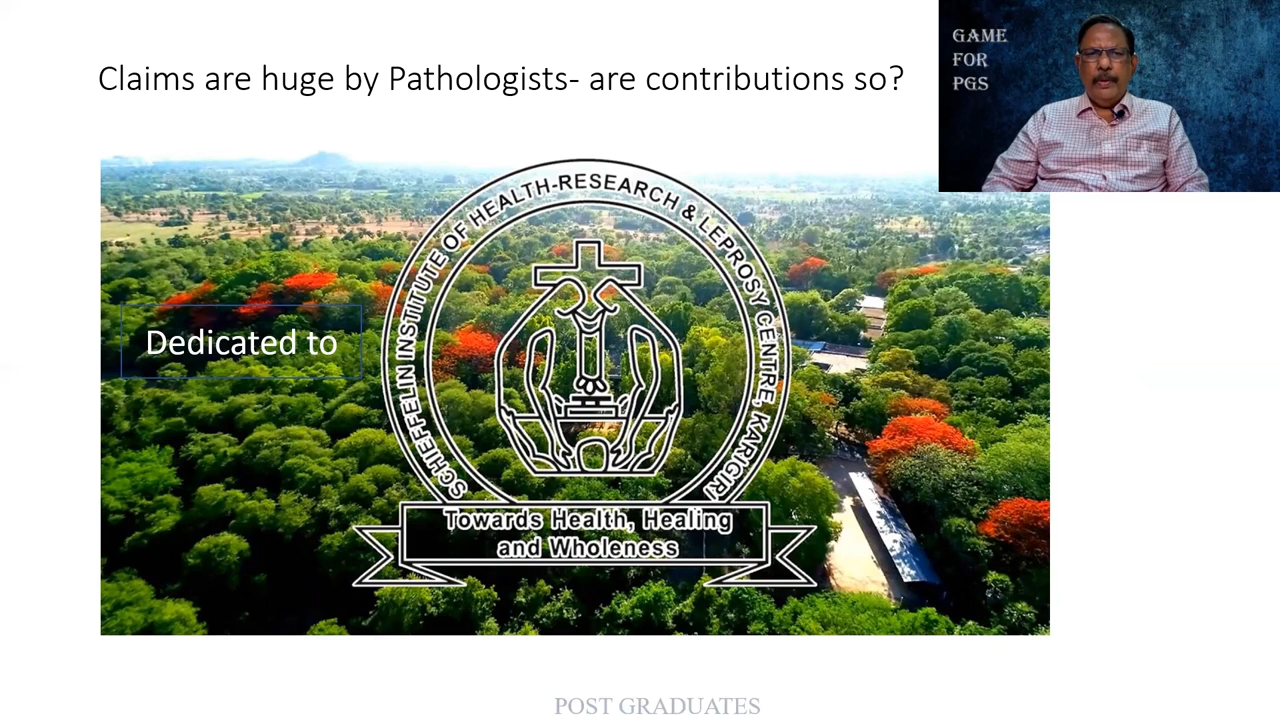 Claims are huge by Pathologists- are contributions so?
GAME
FOR
PGS
SCHIEFFELIN INSTITUTE OF HEALTH-RESEARCH & LEPROSY CENTRE, KARIGIRI
Dedicated to
Towards Health, Healing
and Wholeness
POST GRADUATES